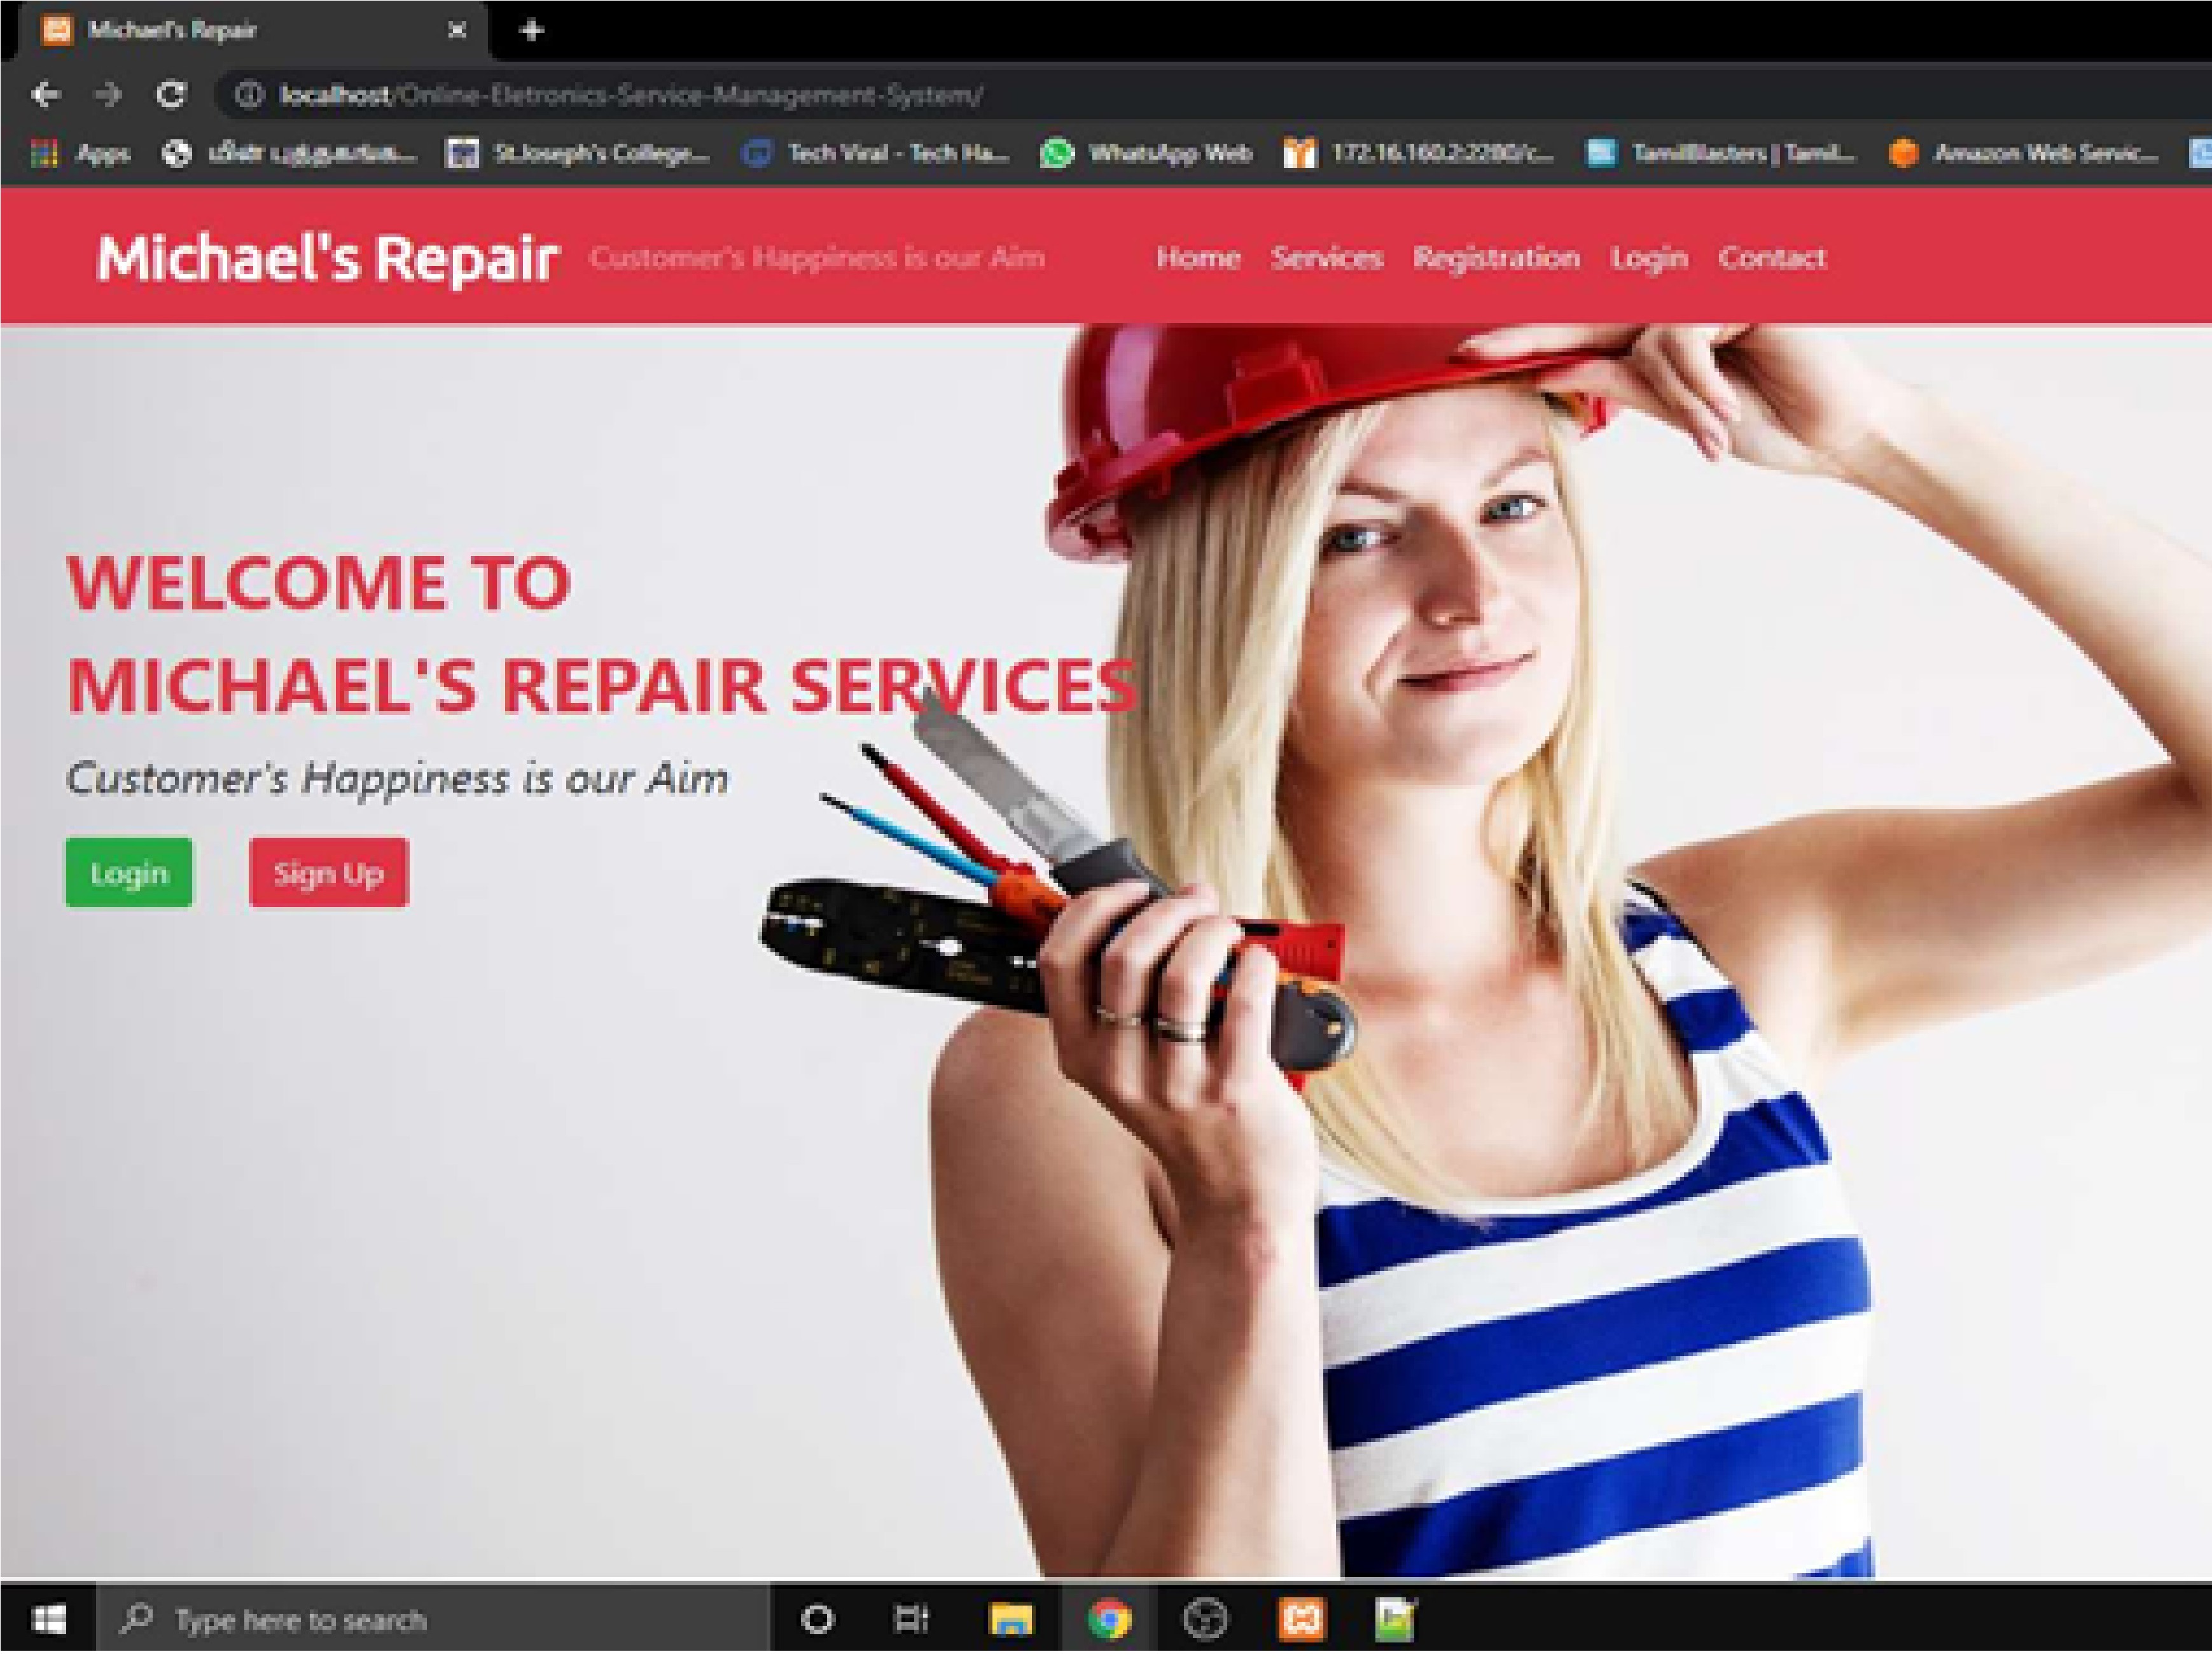 Michael's Repair
localhost/Online-Eletronics-Service-Management-System/
Apps மின் புத்தகங்க... St.Joseph's College... Tech Viral - Tech Ha... WhatsApp Web 172.16.160.2:2280/c... TamilBlasters | Tamil... Amazon Web Servic...
Michael's Repair Customer's Happiness is our Aim Home Services Registration Login Contact
WELCOME TO
MICHAEL'S REPAIR SERVICES
Customer's Happiness is our Aim
Login Sign Up
Type here to search